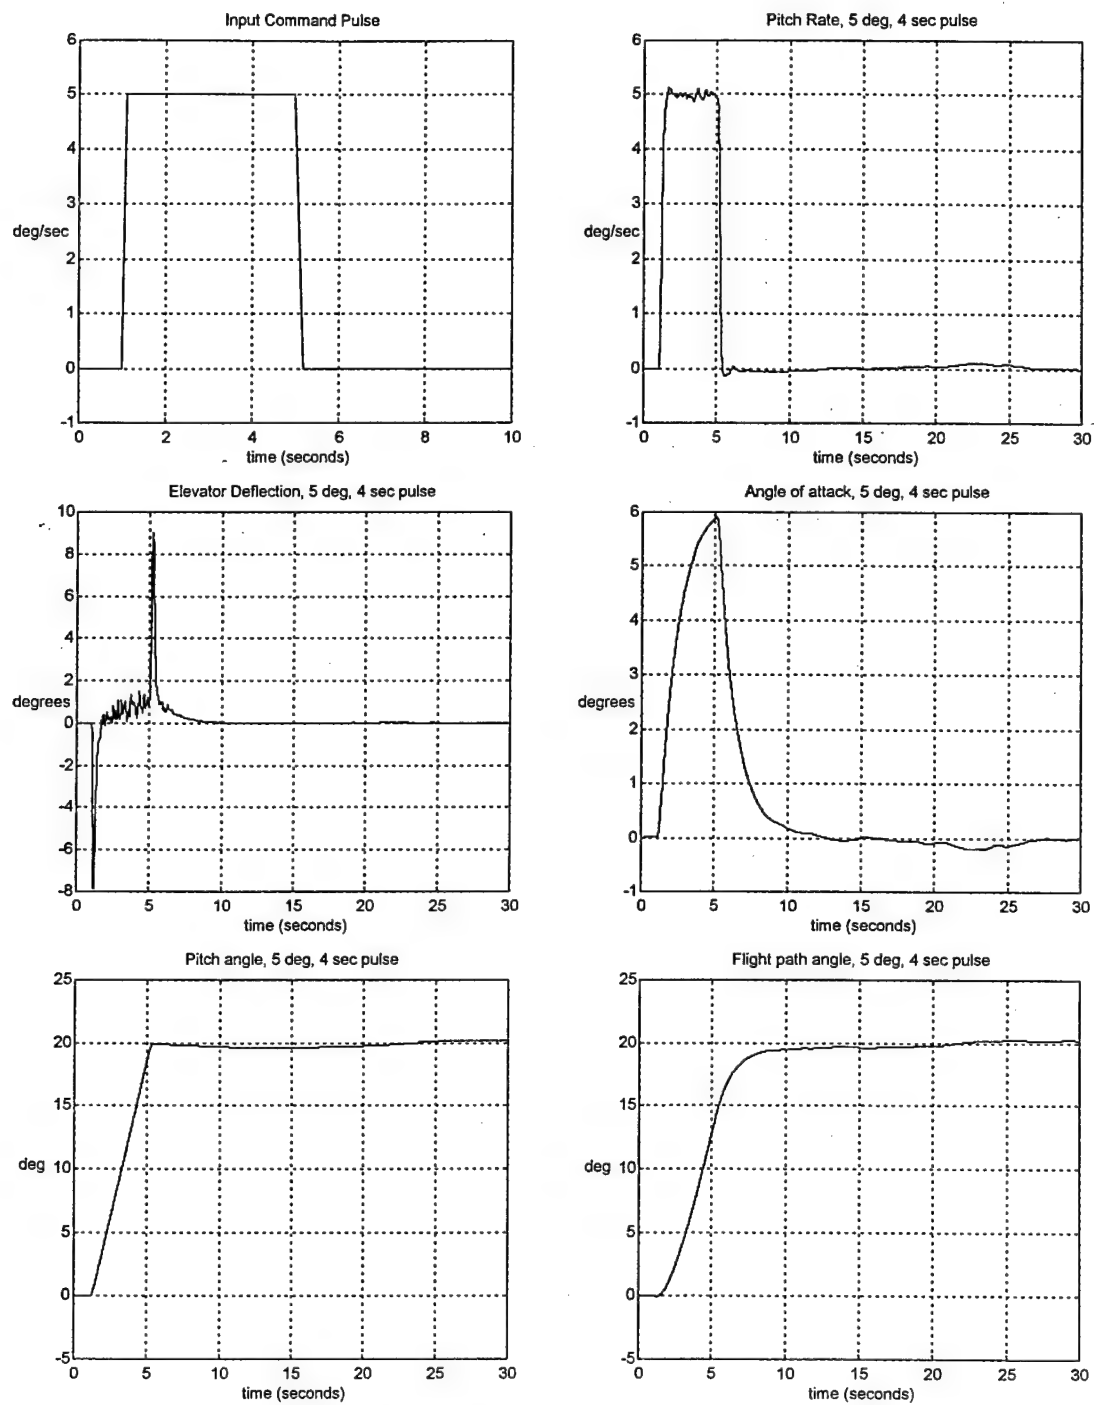 Input Command Pulse
6
5
4
3
deg/sec
2
1
0
-1
0 2 4 6 8 10
time (seconds)
Pitch Rate, 5 deg, 4 sec pulse
6
5
4
3
deg/sec
2
1
0
-1
0 5 10 15 20 25 30
time (seconds)
Elevator Deflection, 5 deg, 4 sec pulse
10
8
6
4
2
degrees
0
-2
-4
-6
-8
0 5 10 15 20 25 30
time (seconds)
Angle of attack, 5 deg, 4 sec pulse
6
5
4
3
degrees
2
1
0
-1
0 5 10 15 20 25 30
time (seconds)
Pitch angle, 5 deg, 4 sec pulse
25
20
15
deg 10
5
0
-5
0 5 10 15 20 25 30
time (seconds)
Flight path angle, 5 deg, 4 sec pulse
25
20
15
deg 10
5
0
-5
0 5 10 15 20 25 30
time (seconds)